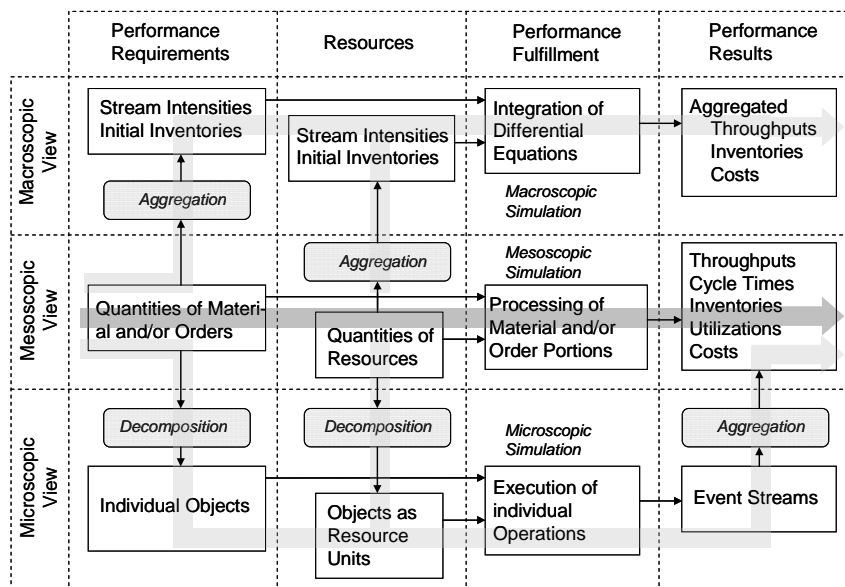 Performance
Requirements
Resources
Performance
Fulfillment
Performance
Results
Macroscopic
View
Stream Intensities
Initial Inventories
Stream Intensities
Initial Inventories
Integration of
Differential
Equations
Aggregated
Throughputs
Inventories
Costs
Aggregation
Macroscopic
Simulation
Mesoscopic
View
Aggregation
Mesoscopic
Simulation
Quantities of Materi-
al and/or Orders
Quantities of
Resources
Processing of
Material and/or
Order Portions
Throughputs
Cycle Times
Inventories
Utilizations
Costs
Microscopic
View
Decomposition
Decomposition
Microscopic
Simulation
Aggregation
Individual Objects
Objects as
Resource
Units
Execution of
individual
Operations
Event Streams